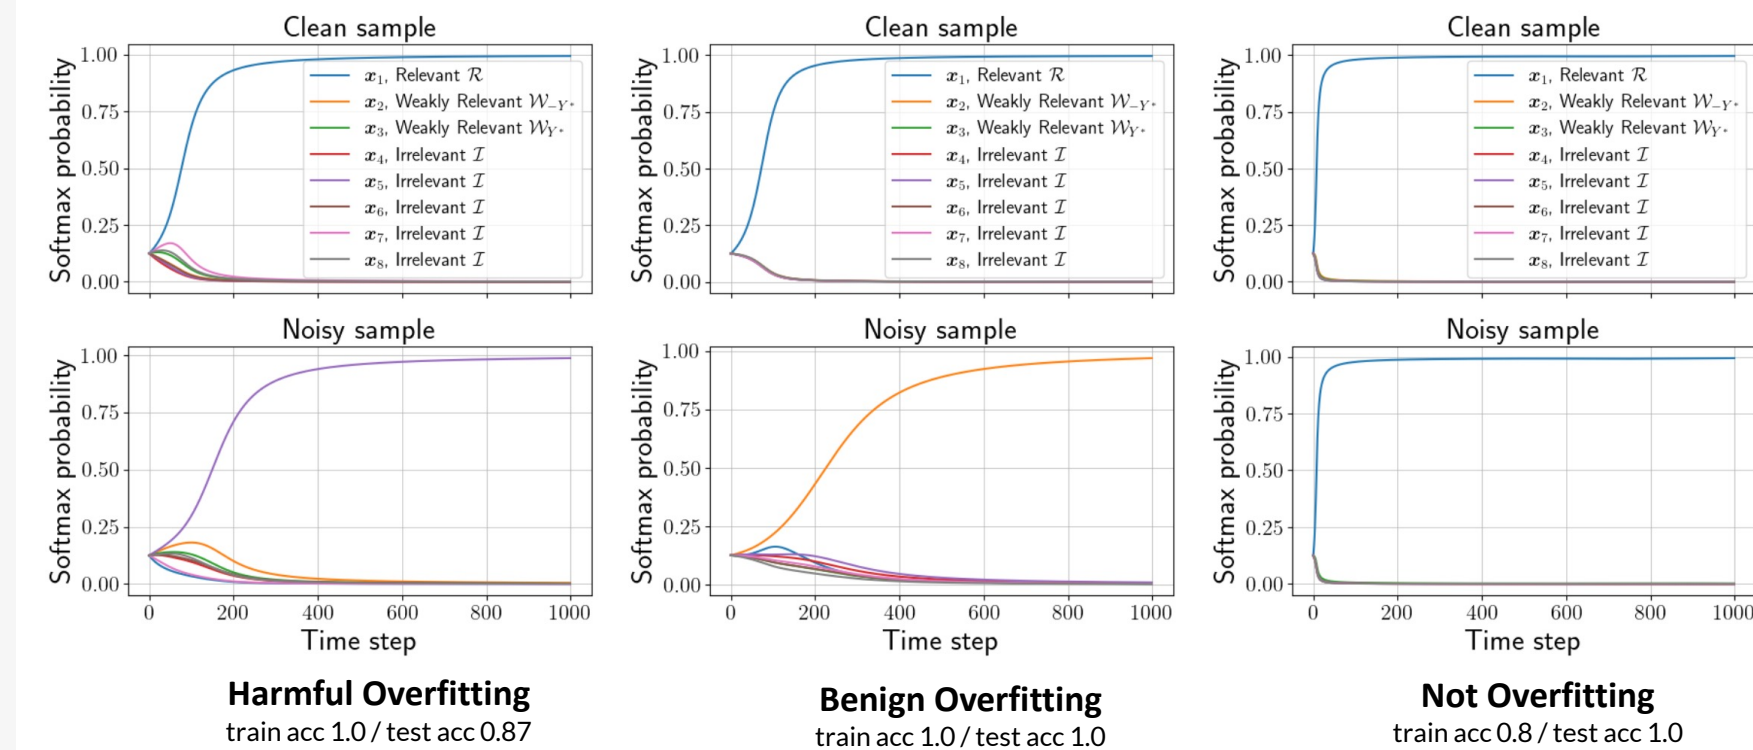 Clean sample
Softmax probability
1.00
0.75
0.50
0.25
0.00
x₁, Relevant ℛ
x₂, Weakly Relevant 𝒲_{−Y*}
x₃, Weakly Relevant 𝒲_{Y*}
x₄, Irrelevant ℐ
x₅, Irrelevant ℐ
x₆, Irrelevant ℐ
x₇, Irrelevant ℐ
x₈, Irrelevant ℐ
Noisy sample
Softmax probability
1.00
0.75
0.50
0.25
0.00
0 200 400 600 800 1000
Time step
Harmful Overfitting
train acc 1.0 / test acc 0.87
Clean sample
Softmax probability
1.00
0.75
0.50
0.25
0.00
x₁, Relevant ℛ
x₂, Weakly Relevant 𝒲_{−Y*}
x₃, Weakly Relevant 𝒲_{Y*}
x₄, Irrelevant ℐ
x₅, Irrelevant ℐ
x₆, Irrelevant ℐ
x₇, Irrelevant ℐ
x₈, Irrelevant ℐ
Noisy sample
Softmax probability
1.00
0.75
0.50
0.25
0.00
0 200 400 600 800 1000
Time step
Benign Overfitting
train acc 1.0 / test acc 1.0
Clean sample
Softmax probability
1.00
0.75
0.50
0.25
0.00
x₁, Relevant ℛ
x₂, Weakly Relevant 𝒲_{−Y*}
x₃, Weakly Relevant 𝒲_{Y*}
x₄, Irrelevant ℐ
x₅, Irrelevant ℐ
x₆, Irrelevant ℐ
x₇, Irrelevant ℐ
x₈, Irrelevant ℐ
Noisy sample
Softmax probability
1.00
0.75
0.50
0.25
0.00
0 200 400 600 800 1000
Time step
Not Overfitting
train acc 0.8 / test acc 1.0